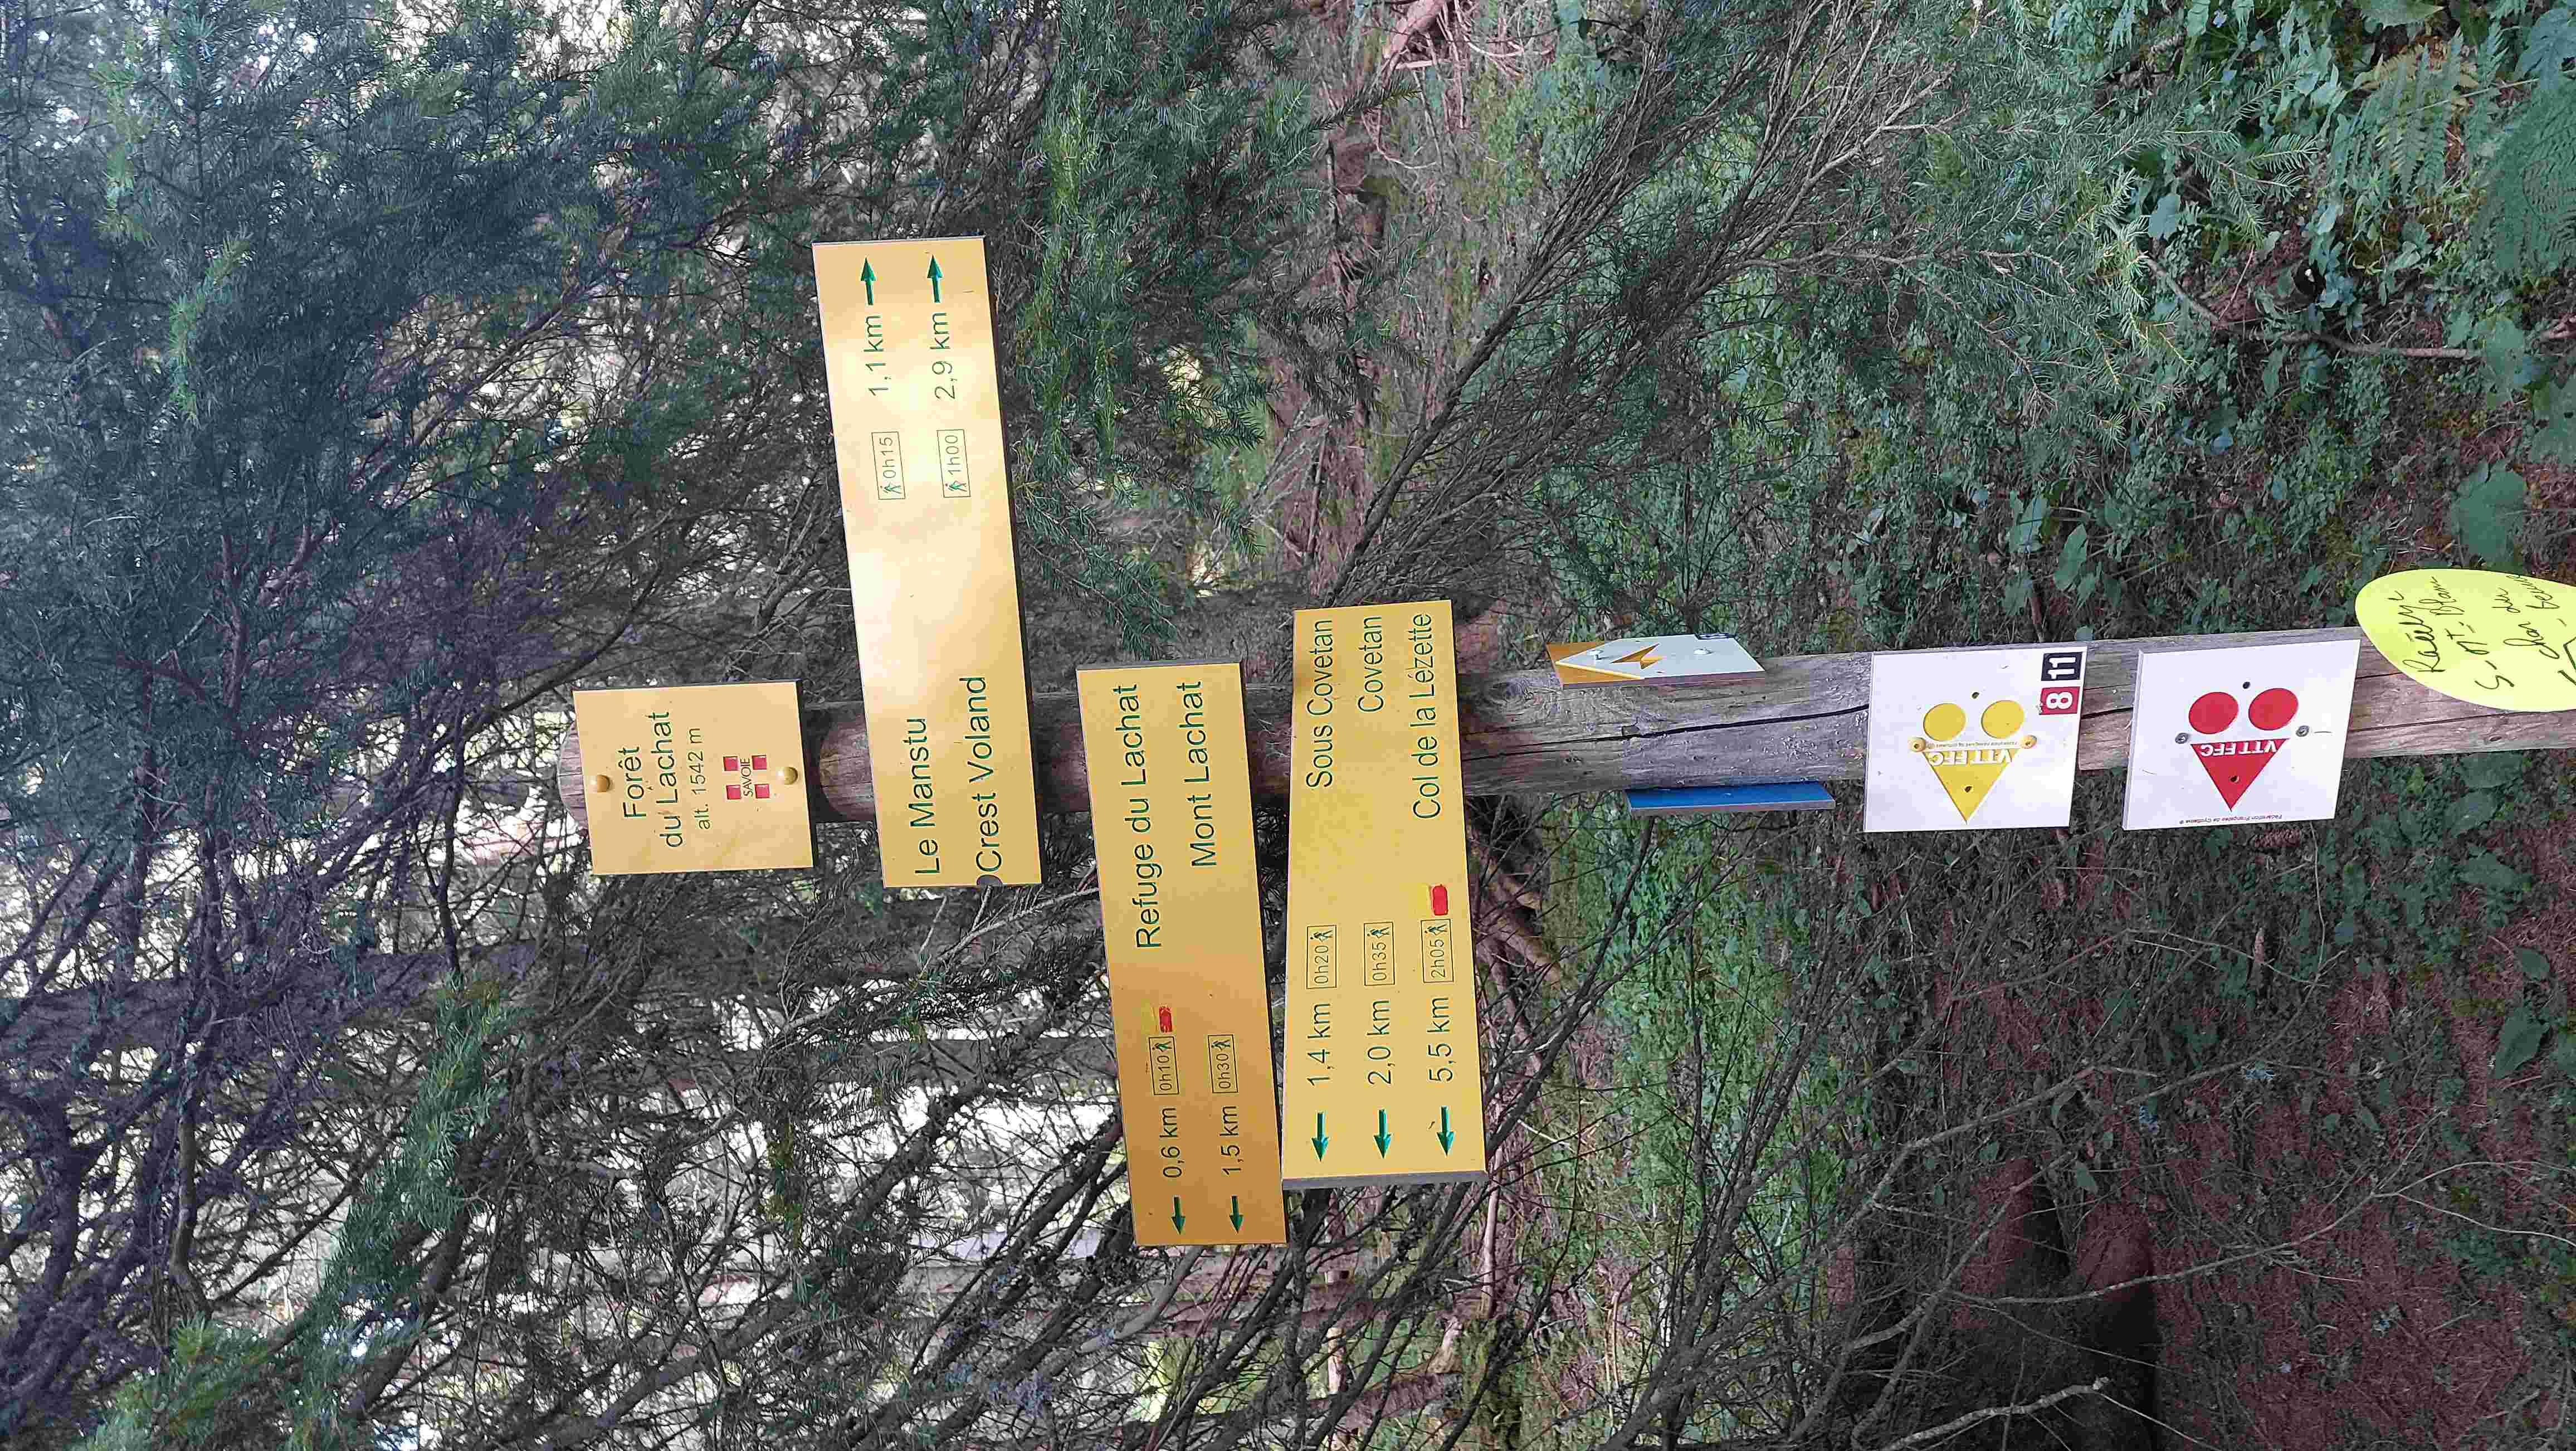 Forêt
du Lachat
alt. 1542 m
SAVOIE
Le Manstu 0h15 1,1 km
Crest Voland 1h00 2,9 km
0,6 km 0h10 Refuge du Lachat
1,5 km 0h30 Mont Lachat
1,4 km 0h20 Sous Covetan
2,0 km 0h35 Covetan
5,5 km 2h05 Col de la Lézette
VTT FFC
8 11
VTT FFC
S-Mt-Blanc